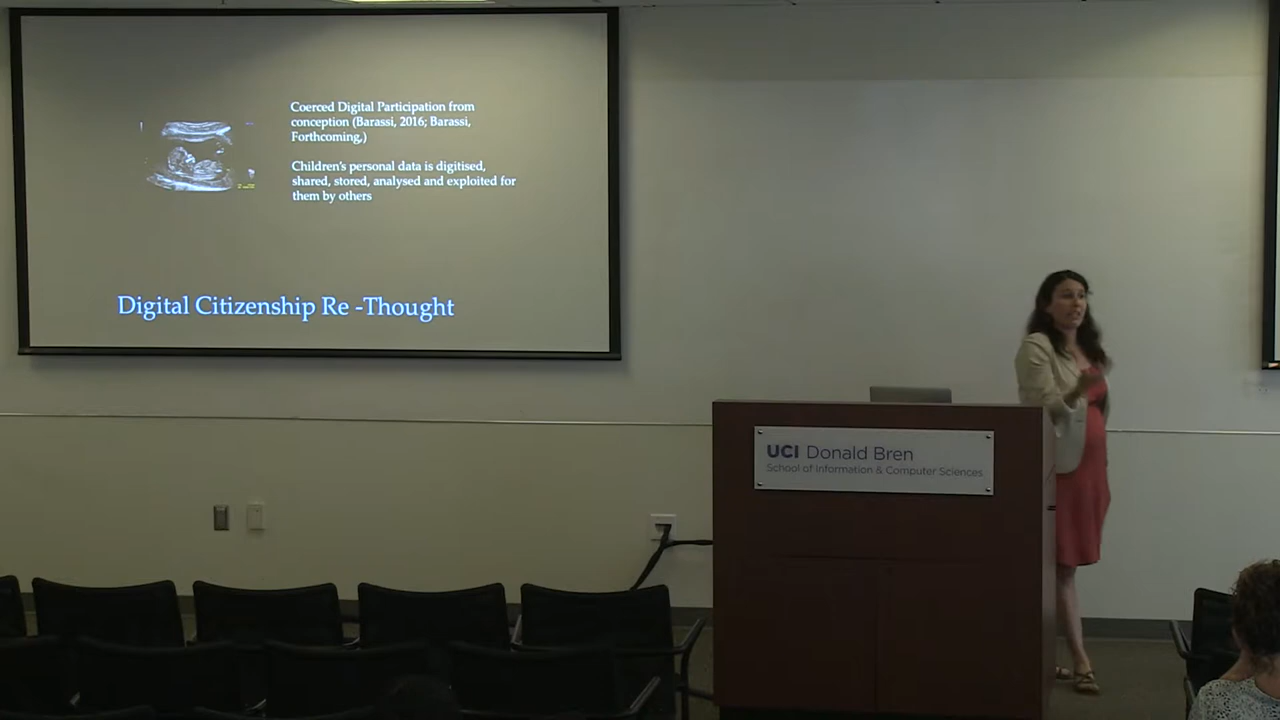 Coerced Digital Participation from
conception (Barassi, 2016; Barassi,
Forthcoming,)
Children's personal data is digitised,
shared, stored, analysed and exploited for
them by others
Digital Citizenship Re -Thought
UCI Donald Bren
School of Information & Computer Sciences